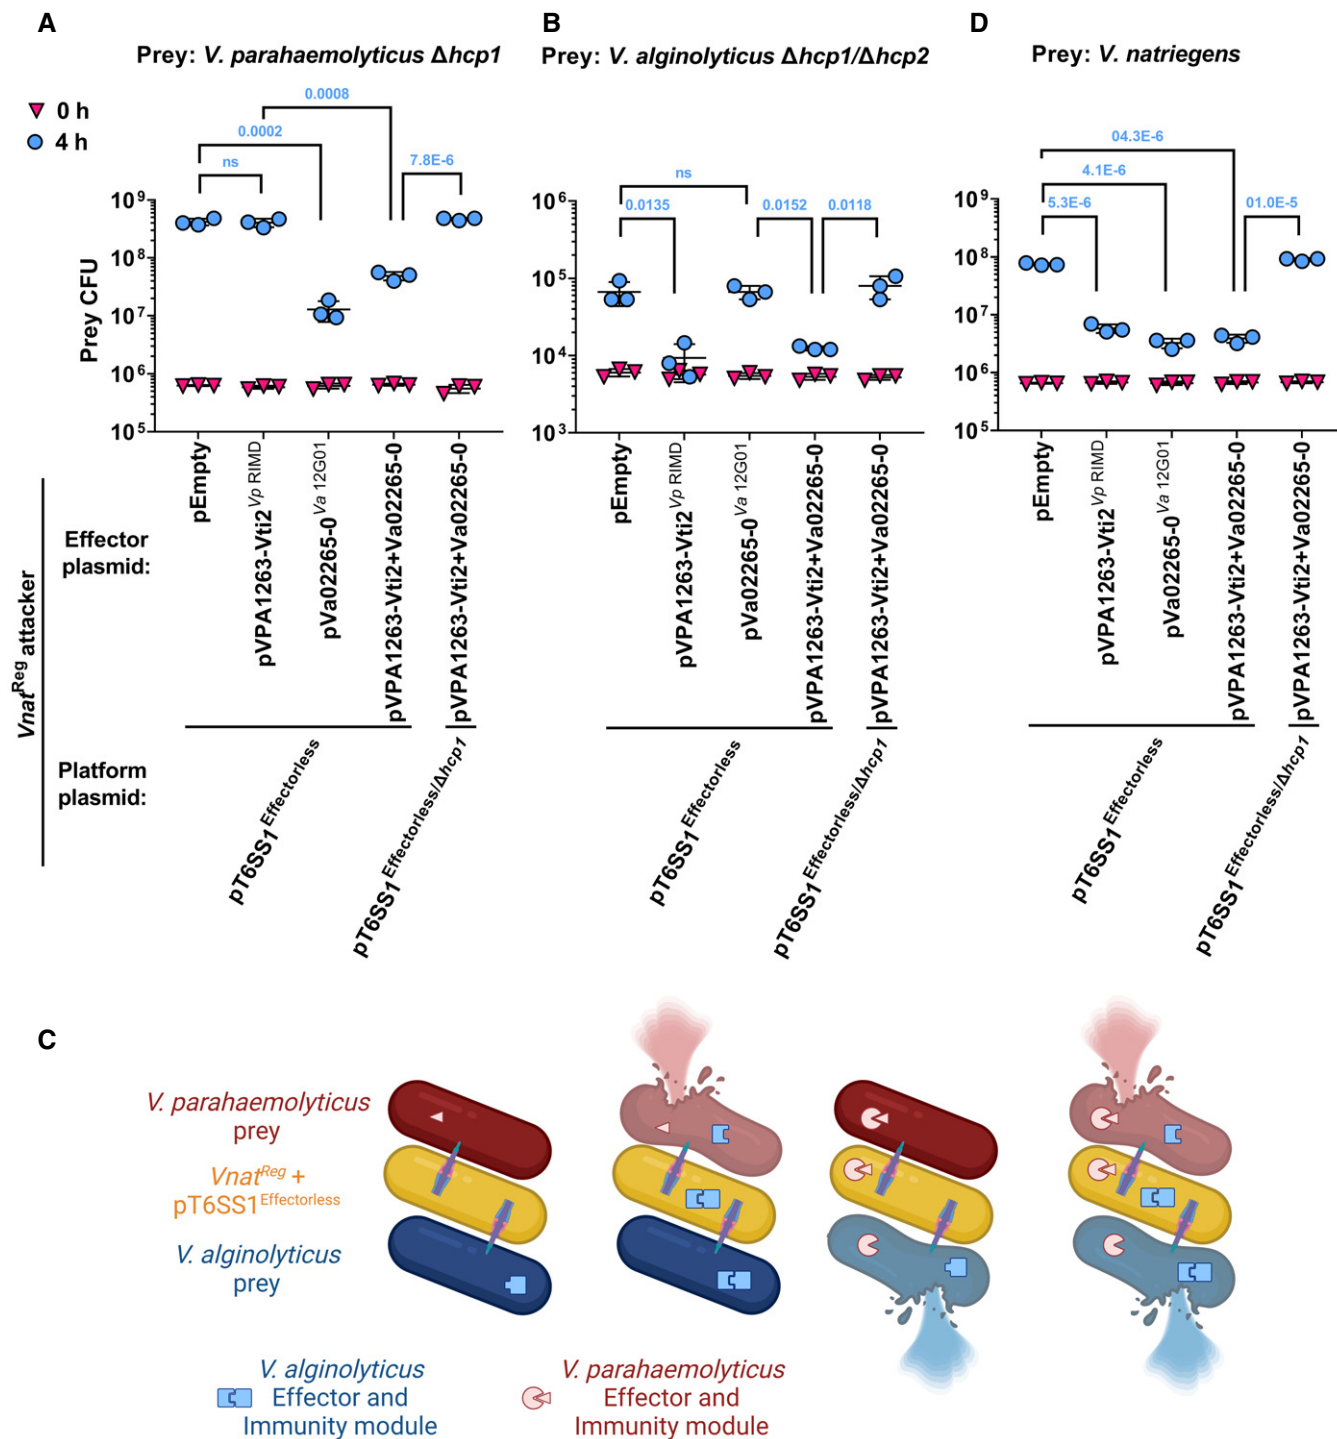 A
Prey: V. parahaemolyticus Δhcp1
0 h
4 h
0.0008
0.0002
ns
7.8E-6
Prey CFU
10⁹
10⁸
10⁷
10⁶
10⁵
B
Prey: V. alginolyticus Δhcp1/Δhcp2
ns
0.0135
0.0152
0.0118
10⁶
10⁵
10⁴
10³
D
Prey: V. natriegens
04.3E-6
4.1E-6
5.3E-6
01.0E-5
10⁹
10⁸
10⁷
10⁶
10⁵
Vnat^Reg attacker
Effector
plasmid:
pEmpty
pVPA1263-Vti2^Vp RIMD
pVa02265-0^Va 12G01
pVPA1263-Vti2+Va02265-0
pVPA1263-Vti2+Va02265-0
pEmpty
pVPA1263-Vti2^Vp RIMD
pVa02265-0^Va 12G01
pVPA1263-Vti2+Va02265-0
pVPA1263-Vti2+Va02265-0
pEmpty
pVPA1263-Vti2^Vp RIMD
pVa02265-0^Va 12G01
pVPA1263-Vti2+Va02265-0
pVPA1263-Vti2+Va02265-0
Platform
plasmid:
pT6SS1^Effectorless
pT6SS1^Effectorless/Δhcp1
pT6SS1^Effectorless
pT6SS1^Effectorless/Δhcp1
pT6SS1^Effectorless
pT6SS1^Effectorless/Δhcp1
C
V. parahaemolyticus
prey
Vnat^Reg +
pT6SS1^Effectorless
V. alginolyticus
prey
V. alginolyticus
Effector and
Immunity module
V. parahaemolyticus
Effector and
Immunity module